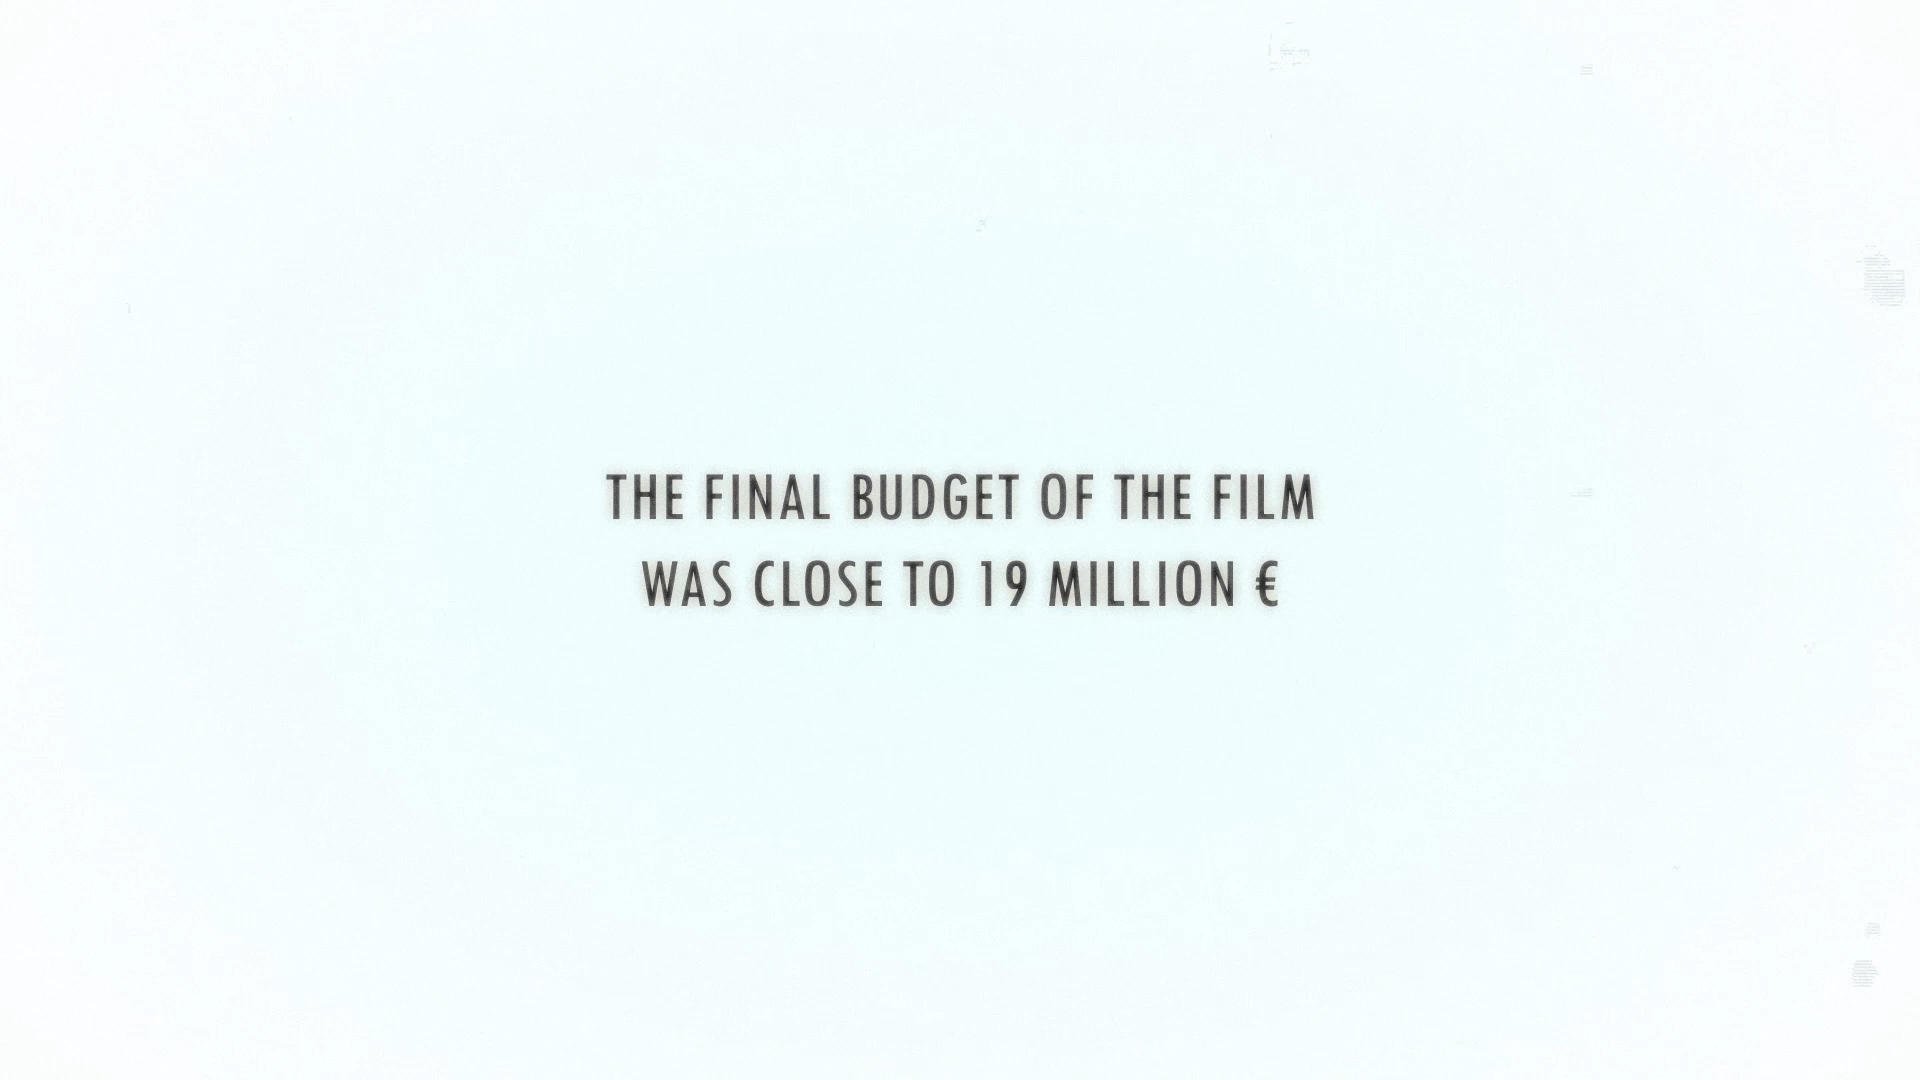 THE FINAL BUDGET OF THE FILM
WAS CLOSE TO 19 MILLION €